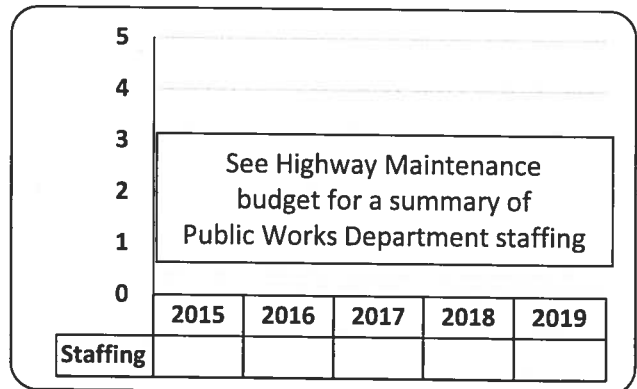 5
4
3
2
1
0
See Highway Maintenance
budget for a summary of
Public Works Department staffing
2015 2016 2017 2018 2019
Staffing